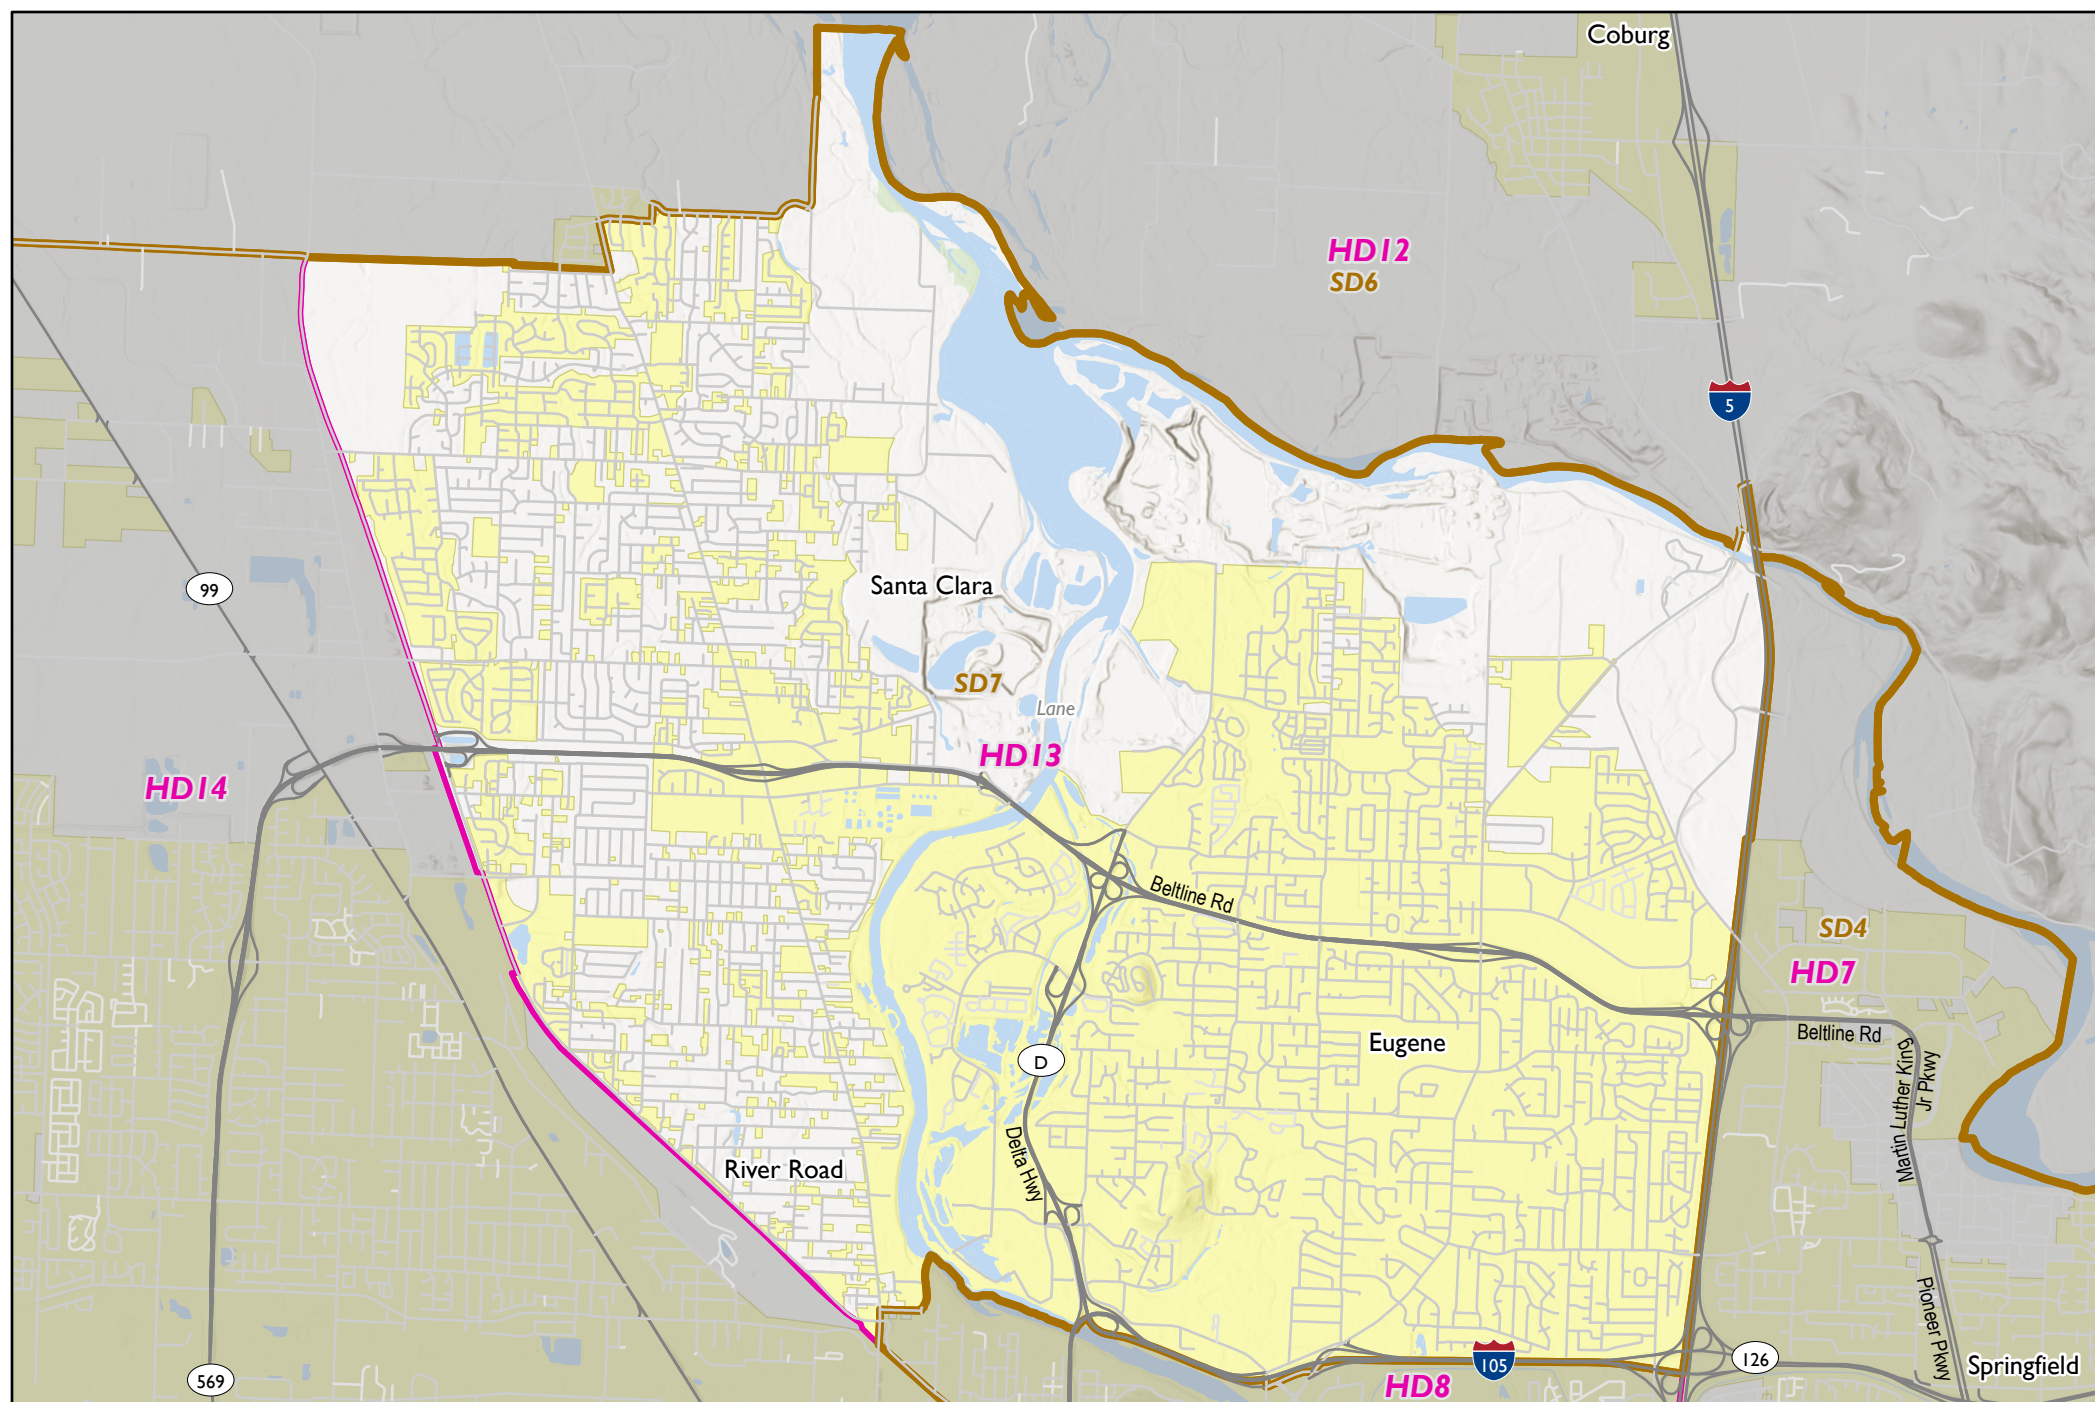 Coburg
HD12
SD6
5
99
Santa Clara
SD7
Lane
HD13
HD14
Beltline Rd
SD4
HD7
Eugene
Beltline Rd
D
Martin Luther King
Jr Pkwy
Delta Hwy
River Road
Pioneer Pkwy
105
126
Springfield
569
HD8